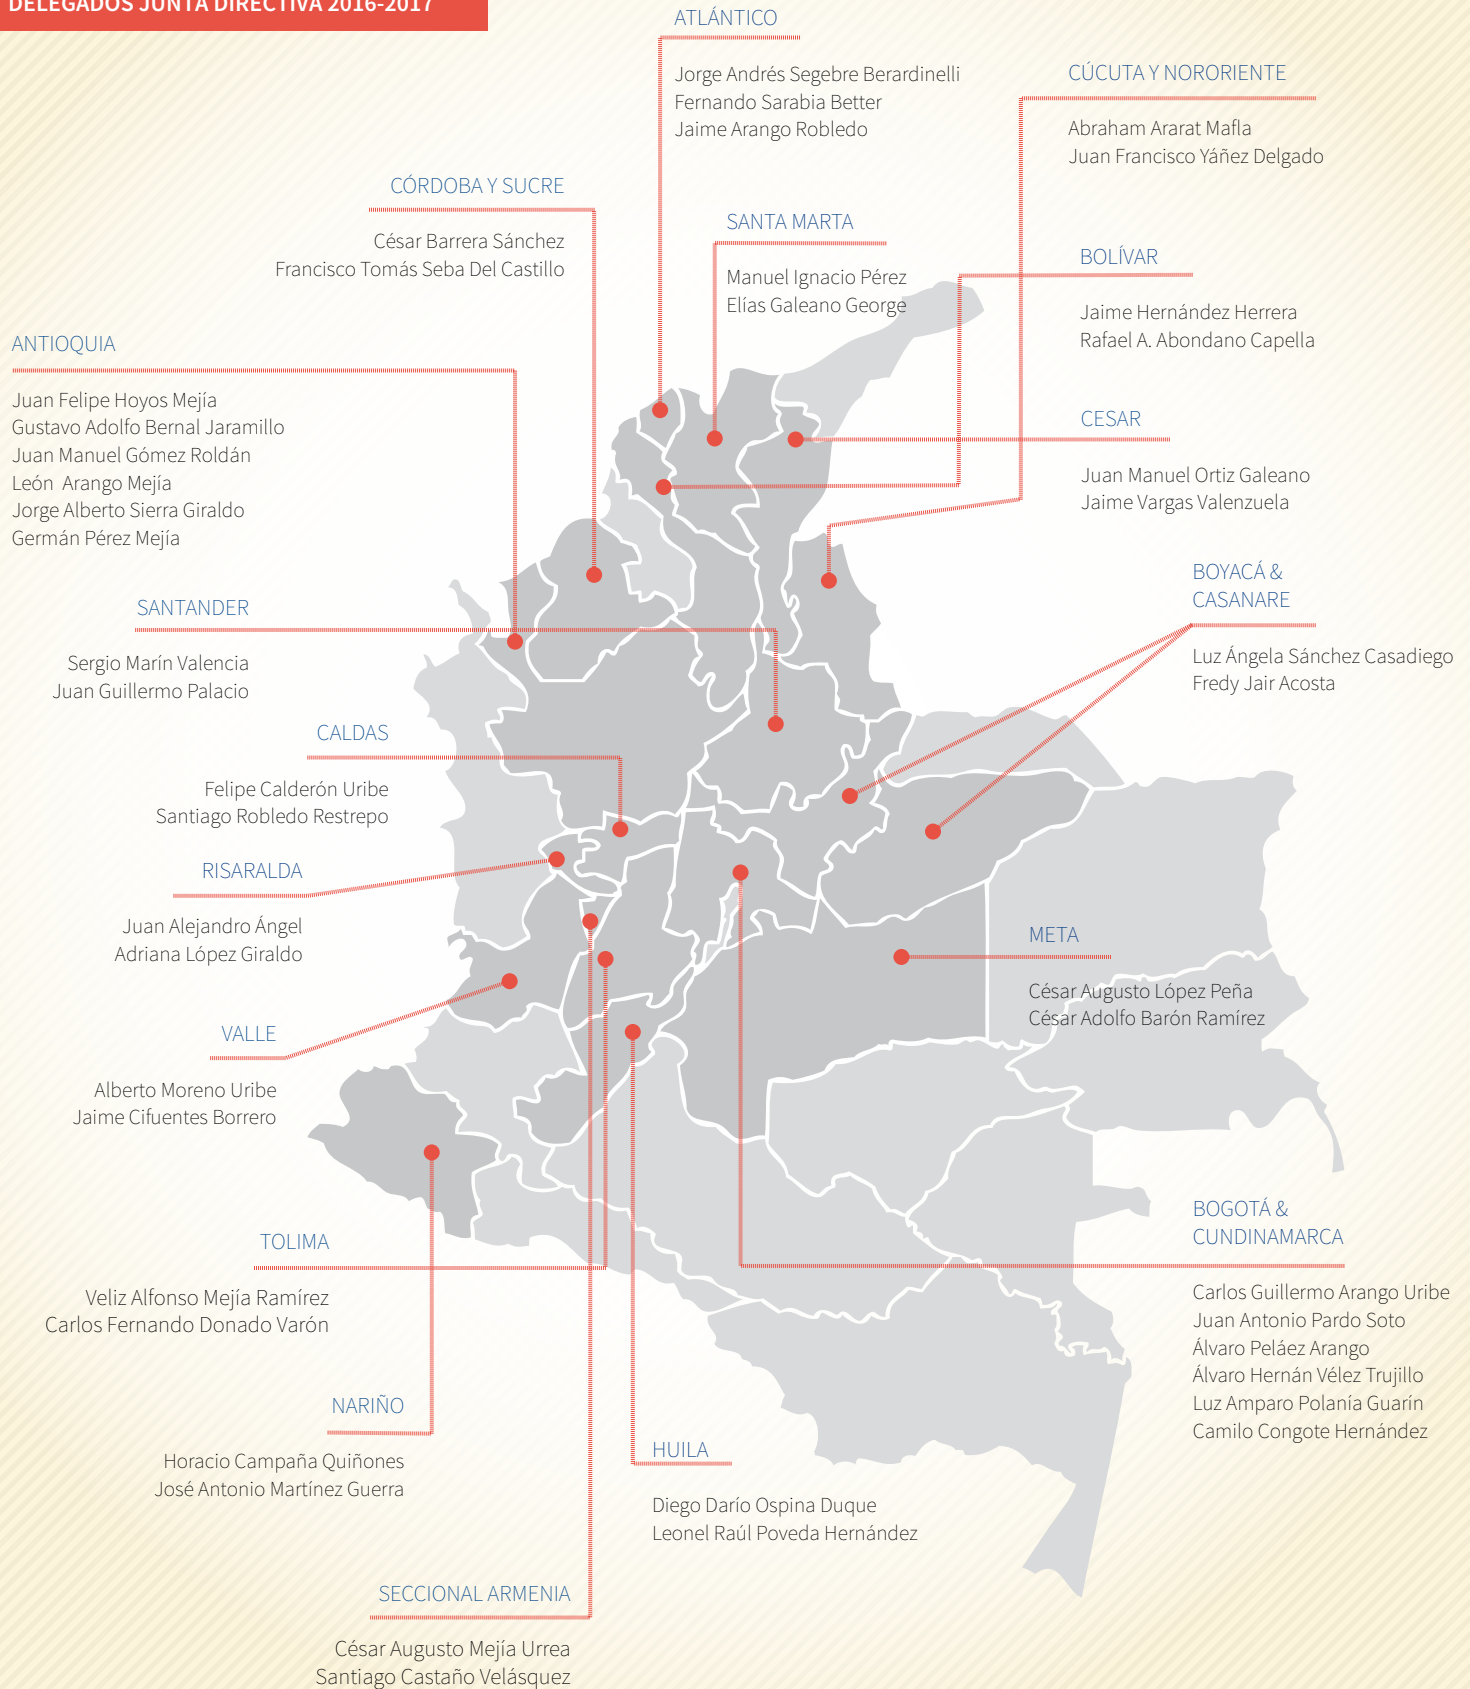 DELEGADOS JUNTA DIRECTIVA 2016-2017
ATLÁNTICO
Jorge Andrés Segebre Berardinelli
Fernando Sarabia Better
Jaime Arango Robledo
CÚCUTA Y NORORIENTE
Abraham Ararat Mafla
Juan Francisco Yáñez Delgado
CÓRDOBA Y SUCRE
César Barrera Sánchez
Francisco Tomás Seba Del Castillo
SANTA MARTA
Manuel Ignacio Pérez
Elías Galeano George
BOLÍVAR
Jaime Hernández Herrera
Rafael A. Abondano Capella
ANTIOQUIA
Juan Felipe Hoyos Mejía
Gustavo Adolfo Bernal Jaramillo
Juan Manuel Gómez Roldán
León  Arango Mejía
Jorge Alberto Sierra Giraldo
Germán Pérez Mejía
CESAR
Juan Manuel Ortiz Galeano
Jaime Vargas Valenzuela
SANTANDER
Sergio Marín Valencia
Juan Guillermo Palacio
BOYACÁ &
CASANARE
Luz Ángela Sánchez Casadiego
Fredy Jair Acosta
CALDAS
Felipe Calderón Uribe
Santiago Robledo Restrepo
RISARALDA
Juan Alejandro Ángel
Adriana López Giraldo
META
César Augusto López Peña
César Adolfo Barón Ramírez
VALLE
Alberto Moreno Uribe
Jaime Cifuentes Borrero
TOLIMA
Veliz Alfonso Mejía Ramírez
Carlos Fernando Donado Varón
BOGOTÁ &
CUNDINAMARCA
Carlos Guillermo Arango Uribe
Juan Antonio Pardo Soto
Álvaro Peláez Arango
Álvaro Hernán Vélez Trujillo
Luz Amparo Polanía Guarín
Camilo Congote Hernández
NARIÑO
Horacio Campaña Quiñones
José Antonio Martínez Guerra
HUILA
Diego Darío Ospina Duque
Leonel Raúl Poveda Hernández
SECCIONAL ARMENIA
César Augusto Mejía Urrea
Santiago Castaño Velásquez